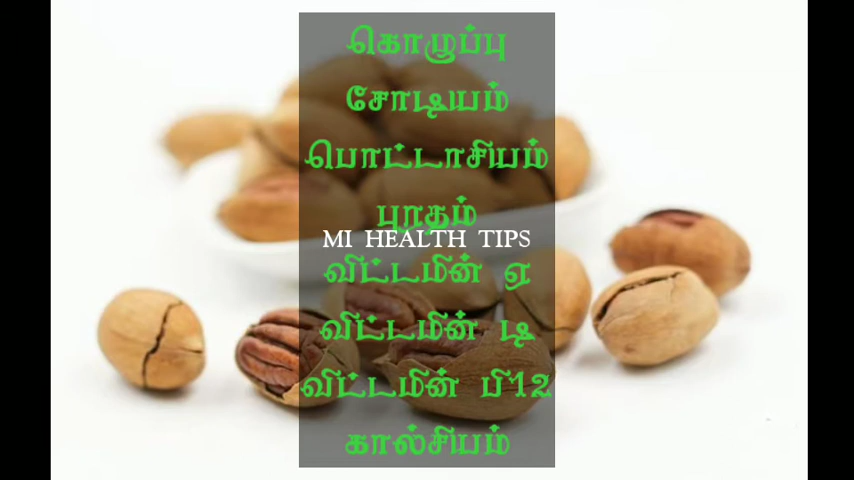 கொழுப்பு
சோடியம்
பொட்டாசியம்
புரதம்
MI HEALTH TIPS
விட்டமின் ஏ
விட்டமின் டி
விட்டமின் பி12
கால்சியம்